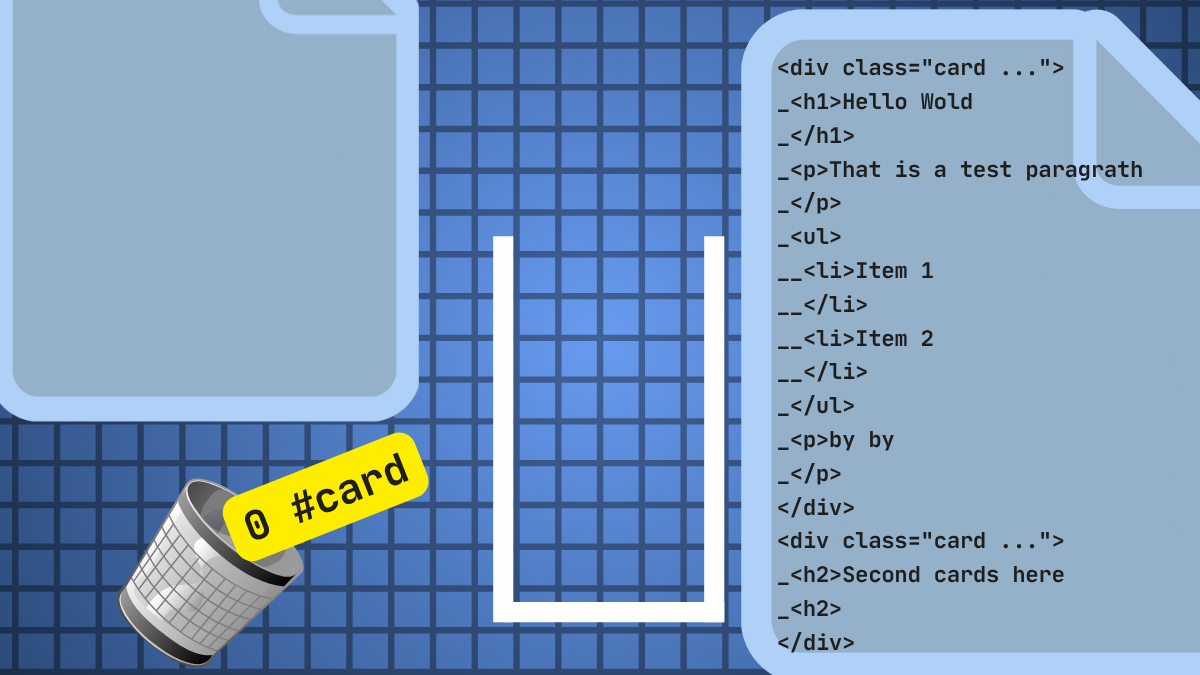 <div class="card ...">
_<h1>Hello Wold
_</h1>
_<p>That is a test paragrath
_</p>
_<ul>
__<li>Item 1
__</li>
__<li>Item 2
__</li>
_</ul>
_<p>by by
_</p>
</div>
<div class="card ...">
_<h2>Second cards here
_<h2>
</div>
0 #card